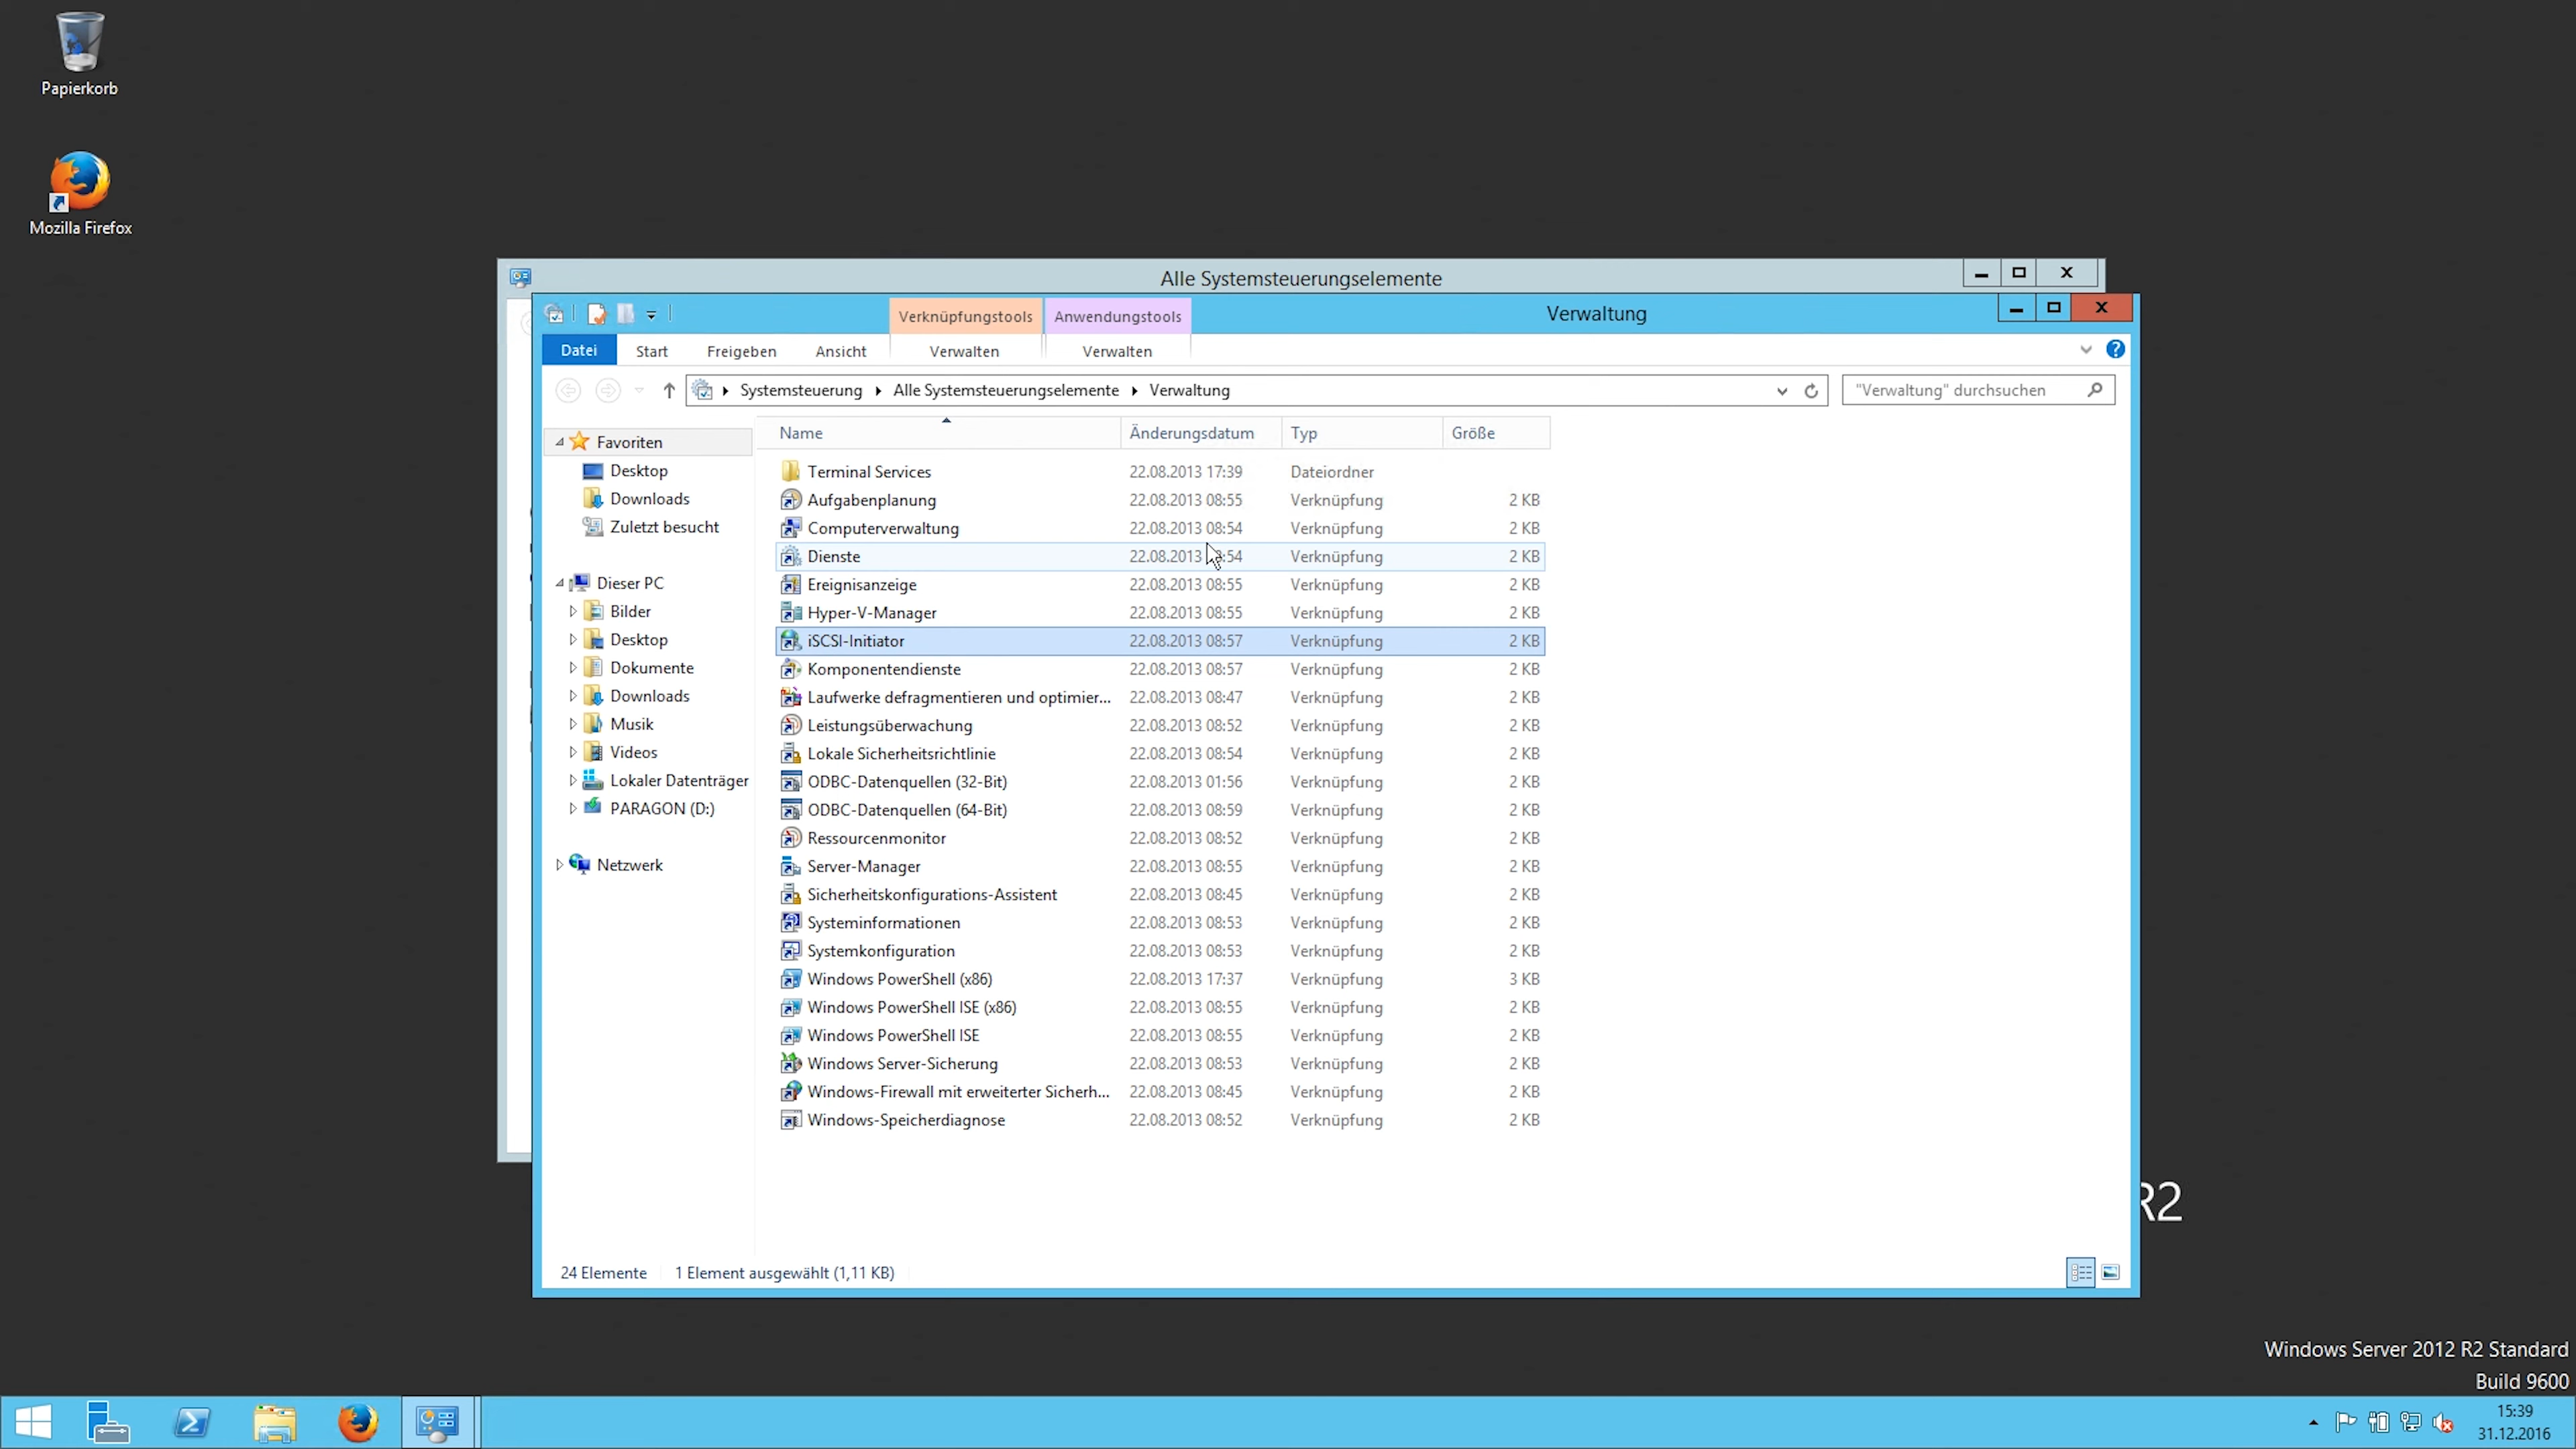 Papierkorb
Mozilla Firefox
Alle Systemsteuerungselemente
Verknüpfungstools
Anwendungstools
Verwaltung
Datei
Start
Freigeben
Ansicht
Verwalten
Verwalten
Systemsteuerung
Alle Systemsteuerungselemente
Verwaltung
"Verwaltung" durchsuchen
Name Änderungsdatum Typ Größe
Favoriten
Desktop
Downloads
Zuletzt besucht
Dieser PC
Bilder
Desktop
Dokumente
Downloads
Musik
Videos
Lokaler Datenträger
PARAGON (D:)
Netzwerk
Terminal Services 22.08.2013 17:39 Dateiordner
Aufgabenplanung 22.08.2013 08:55 Verknüpfung 2 KB
Computerverwaltung 22.08.2013 08:54 Verknüpfung 2 KB
Dienste 22.08.2013 :54 Verknüpfung 2 KB
Ereignisanzeige 22.08.2013 08:55 Verknüpfung 2 KB
Hyper-V-Manager 22.08.2013 08:55 Verknüpfung 2 KB
iSCSI-Initiator 22.08.2013 08:57 Verknüpfung 2 KB
Komponentendienste 22.08.2013 08:57 Verknüpfung 2 KB
Laufwerke defragmentieren und optimier... 22.08.2013 08:47 Verknüpfung 2 KB
Leistungsüberwachung 22.08.2013 08:52 Verknüpfung 2 KB
Lokale Sicherheitsrichtlinie 22.08.2013 08:54 Verknüpfung 2 KB
ODBC-Datenquellen (32-Bit) 22.08.2013 01:56 Verknüpfung 2 KB
ODBC-Datenquellen (64-Bit) 22.08.2013 08:59 Verknüpfung 2 KB
Ressourcenmonitor 22.08.2013 08:52 Verknüpfung 2 KB
Server-Manager 22.08.2013 08:55 Verknüpfung 2 KB
Sicherheitskonfigurations-Assistent 22.08.2013 08:45 Verknüpfung 2 KB
Systeminformationen 22.08.2013 08:53 Verknüpfung 2 KB
Systemkonfiguration 22.08.2013 08:53 Verknüpfung 2 KB
Windows PowerShell (x86) 22.08.2013 17:37 Verknüpfung 3 KB
Windows PowerShell ISE (x86) 22.08.2013 08:55 Verknüpfung 2 KB
Windows PowerShell ISE 22.08.2013 08:55 Verknüpfung 2 KB
Windows Server-Sicherung 22.08.2013 08:53 Verknüpfung 2 KB
Windows-Firewall mit erweiterter Sicherh... 22.08.2013 08:45 Verknüpfung 2 KB
Windows-Speicherdiagnose 22.08.2013 08:52 Verknüpfung 2 KB
24 Elemente
1 Element ausgewählt (1,11 KB)
R2
Windows Server 2012 R2 Standard
Build 9600
15:39
31.12.2016